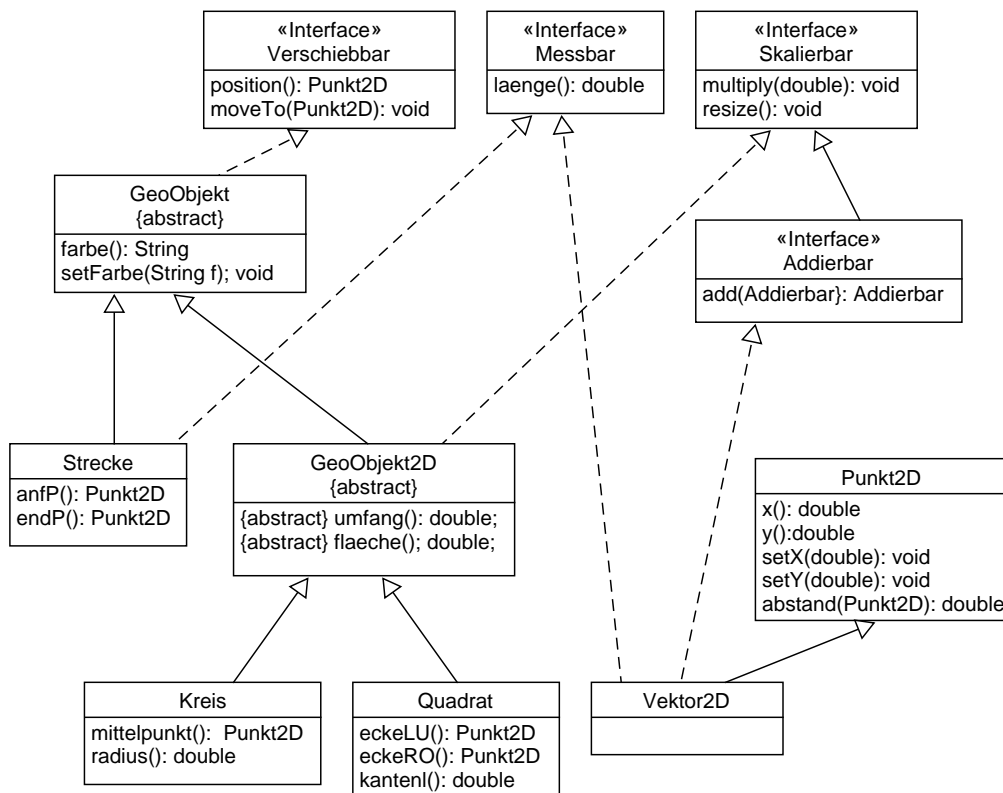 «Interface»
Verschiebbar
position(): Punkt2D
moveTo(Punkt2D): void
«Interface»
Messbar
laenge(): double
«Interface»
Skalierbar
multiply(double): void
resize(): void
GeoObjekt
{abstract}
farbe(): String
setFarbe(String f); void
«Interface»
Addierbar
add(Addierbar}: Addierbar
Strecke
anfP(): Punkt2D
endP(): Punkt2D
GeoObjekt2D
{abstract}
{abstract} umfang(): double;
{abstract} flaeche(); double;
Punkt2D
x(): double
y():double
setX(double): void
setY(double): void
abstand(Punkt2D): double
Kreis
mittelpunkt(): Punkt2D
radius(): double
Quadrat
eckeLU(): Punkt2D
eckeRO(): Punkt2D
kantenl(): double
Vektor2D